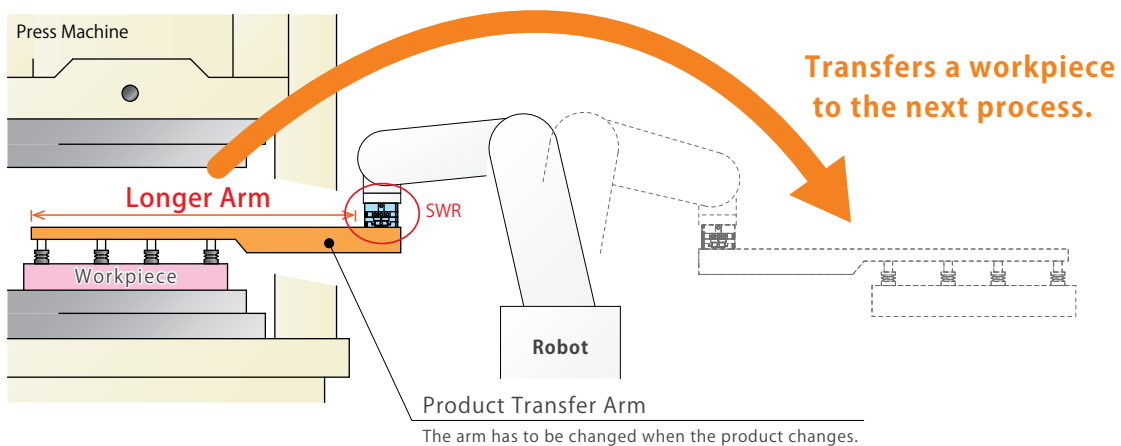 Press Machine
Transfers a workpiece
to the next process.
Longer Arm
SWR
Workpiece
Robot
Product Transfer Arm
The arm has to be changed when the product changes.